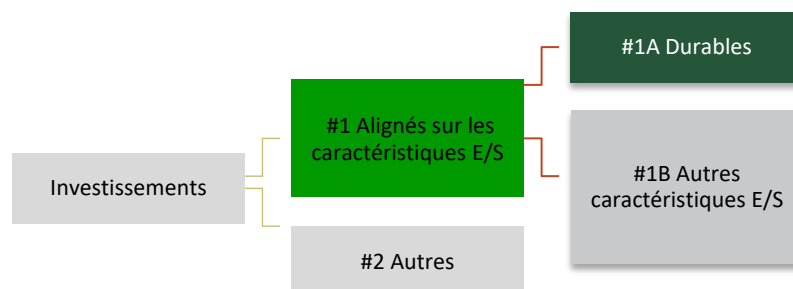 Investissements
#1 Alignés sur les
caractéristiques E/S
#2 Autres
#1A Durables
#1B Autres
caractéristiques E/S